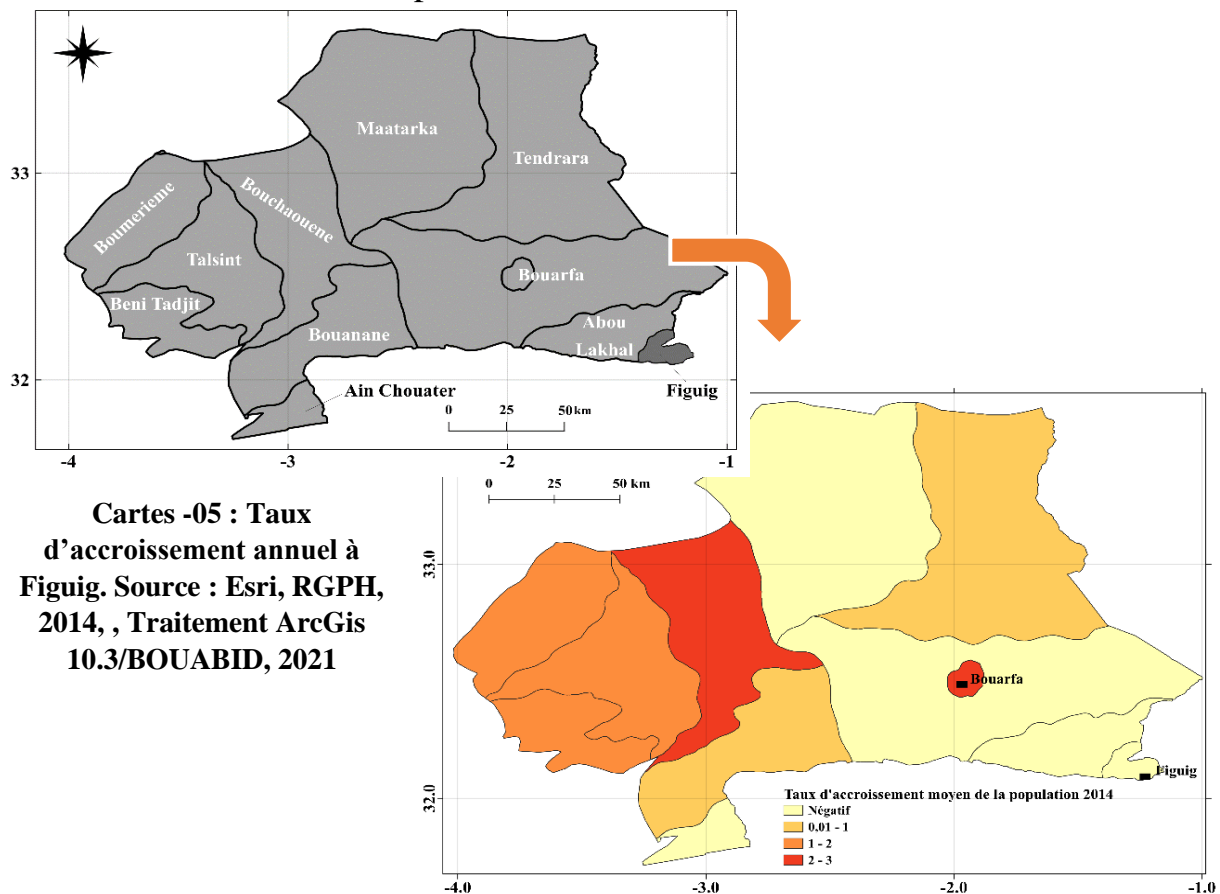 Maatarka
Tendrara
33
Bouchaouene
Boumerieme
Talsint
Bouarfa
Beni Tadjit
Abou
Lakhal
Bouanane
32
Ain Chouater
Figuig
0 25 50 km
-4 -3 -2 -1
Cartes -05 : Taux
d’accroissement annuel à
Figuig. Source : Esri, RGPH,
2014, , Traitement ArcGis
10.3/BOUABID, 2021
0 25 50 km
33.0
Bouarfa
Figuig
32.0
Taux d'accroissement moyen de la population 2014
Négatif
0.01 - 1
1 - 2
2 - 3
-4.0 -3.0 -2.0 -1.0